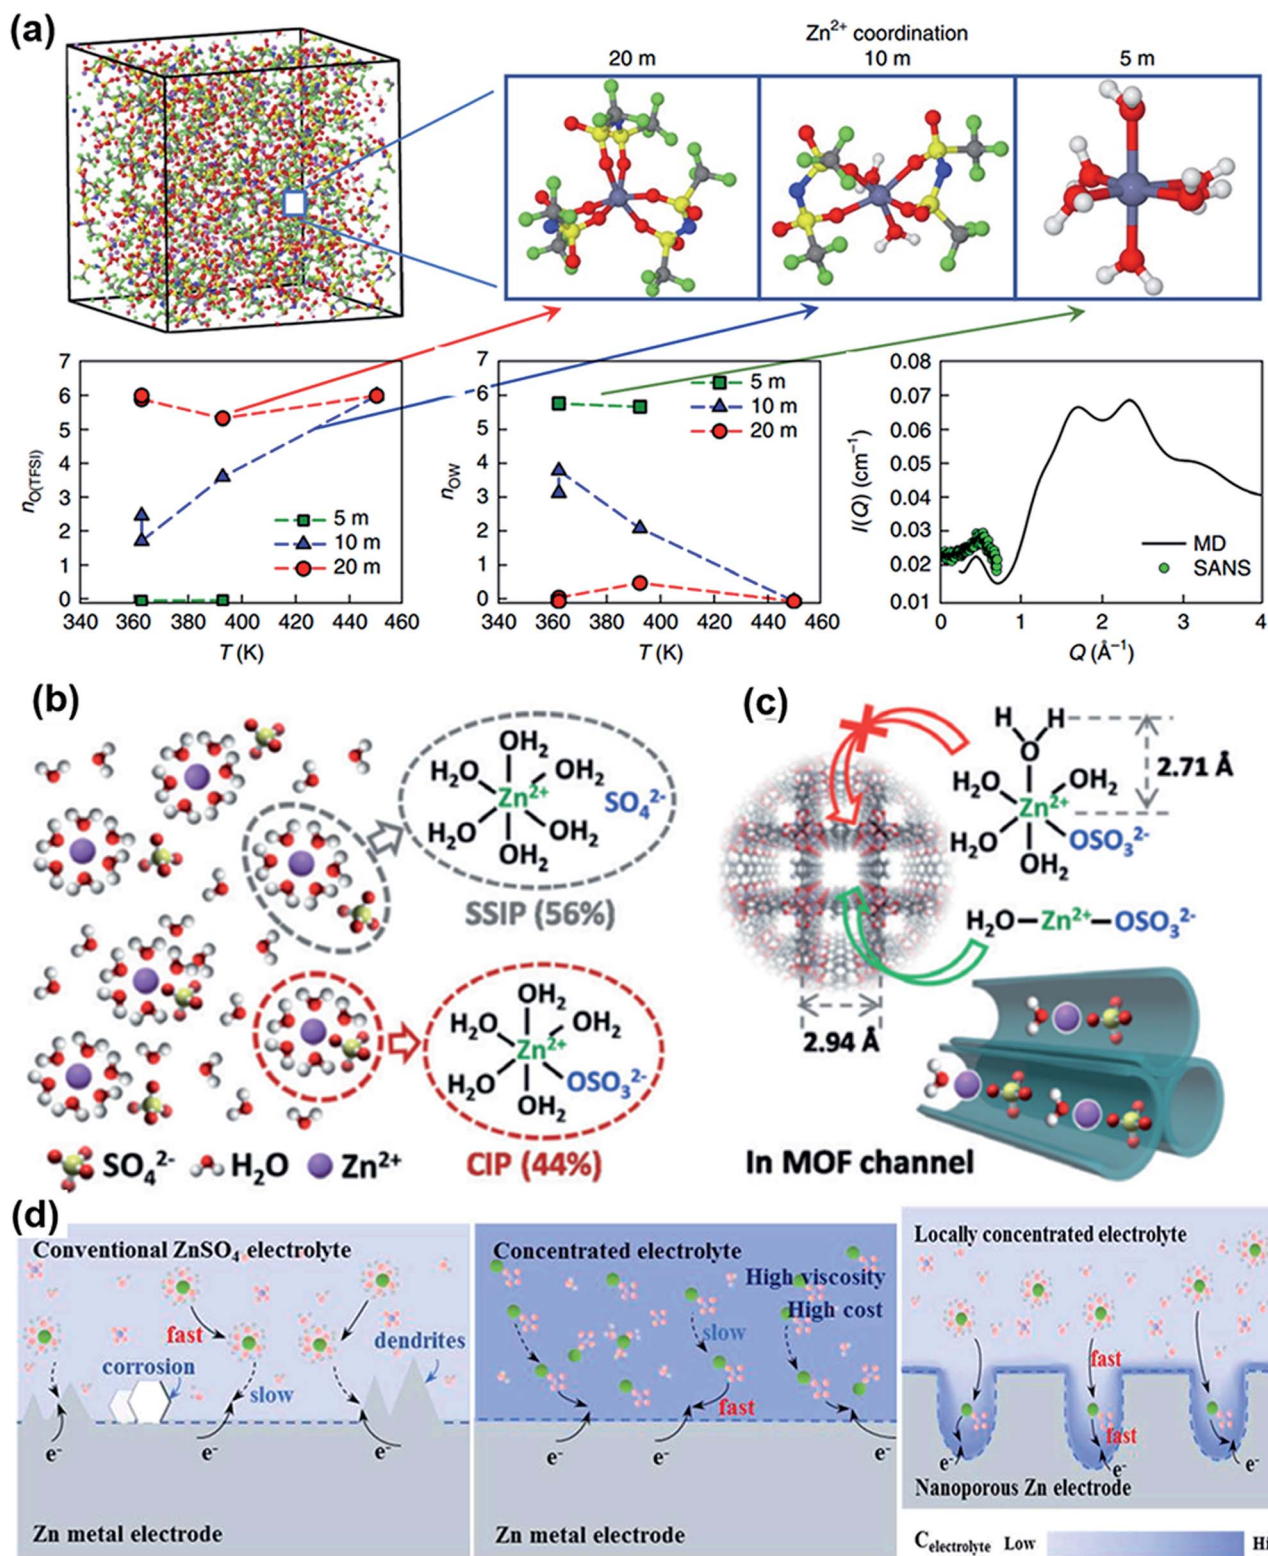 (a)
Zn²⁺ coordination
20 m 10 m 5 m
7
6
5
4
3
2
1
0
nO(TFSI)
5 m
10 m
20 m
340 360 380 400 420 440 460
T (K)
7
6
5
4
3
2
1
0
nOW
5 m
10 m
20 m
340 360 380 400 420 440 460
T (K)
0.08
0.07
0.06
0.05
0.04
0.03
0.02
0.01
I(Q) (cm⁻¹)
MD
SANS
0 1 2 3 4
Q (Å⁻¹)
(b)
OH₂
H₂O OH₂
Zn²⁺ SO₄²⁻
H₂O OH₂
OH₂
SSIP (56%)
OH₂
H₂O OH₂
Zn²⁺
H₂O OSO₃²⁻
OH₂
CIP (44%)
SO₄²⁻ H₂O Zn²⁺
(c)
H H
O
2.71 Å
H₂O OH₂
Zn²⁺
H₂O OSO₃²⁻
OH₂
H₂O—Zn²⁺—OSO₃²⁻
2.94 Å
In MOF channel
(d)
Conventional ZnSO₄ electrolyte
fast
dendrites
corrosion
slow
e⁻ e⁻ e⁻
Zn metal electrode
Concentrated electrolyte
High viscosity
High cost
slow
fast
e⁻ e⁻ e⁻
Zn metal electrode
Locally concentrated electrolyte
fast
fast
e⁻ e⁻ e⁻
Nanoporous Zn electrode
Celectrolyte Low Hi